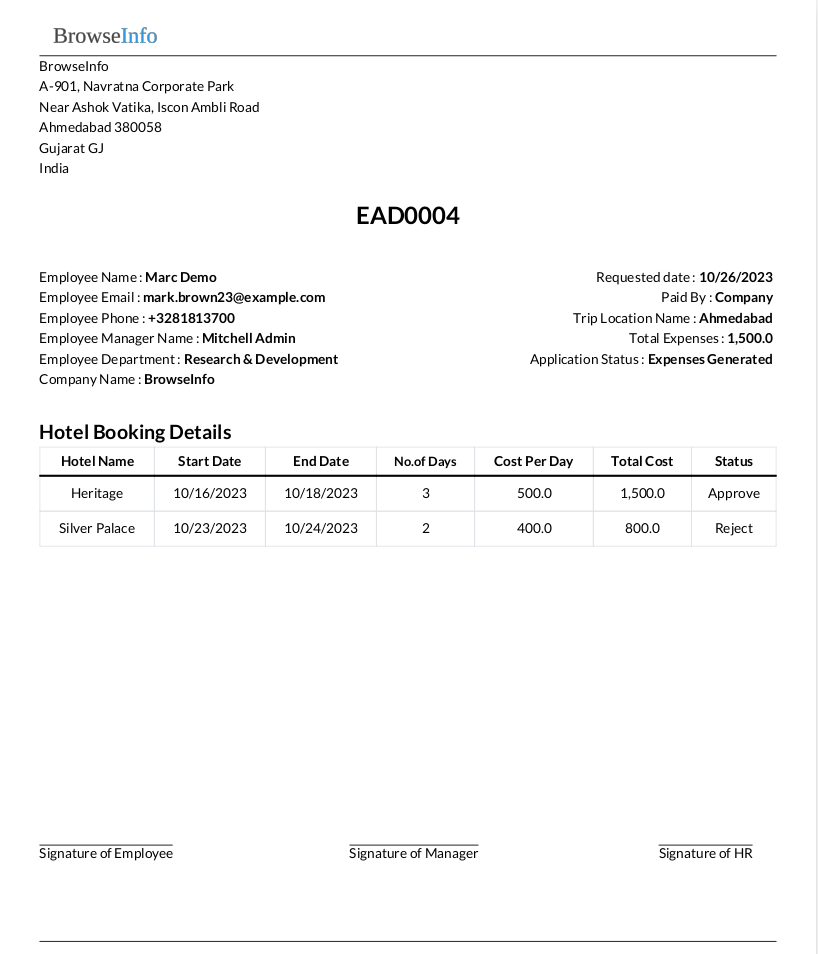 BrowseInfo
BrowseInfo
A-901, Navratna Corporate Park
Near Ashok Vatika, Iscon Ambli Road
Ahmedabad 380058
Gujarat GJ
India
EAD0004
Employee Name : Marc Demo
Employee Email : mark.brown23@example.com
Employee Phone : +3281813700
Employee Manager Name : Mitchell Admin
Employee Department : Research & Development
Company Name : BrowseInfo
Requested date : 10/26/2023
Paid By : Company
Trip Location Name : Ahmedabad
Total Expenses : 1,500.0
Application Status : Expenses Generated
Hotel Booking Details
Hotel Name Start Date End Date No.of Days Cost Per Day Total Cost Status
Heritage 10/16/2023 10/18/2023 3 500.0 1,500.0 Approve
Silver Palace 10/23/2023 10/24/2023 2 400.0 800.0 Reject
Signature of Employee Signature of Manager Signature of HR